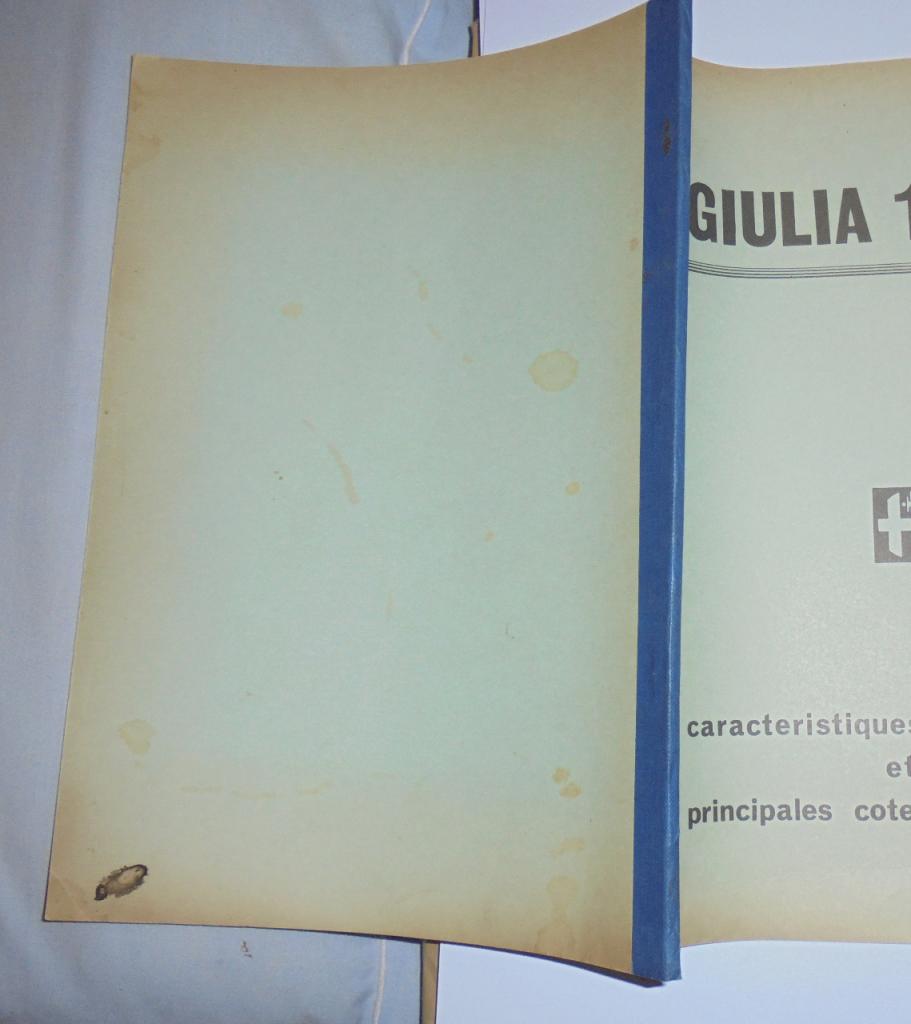 GIULIA 1
caracteristiques
et
principales cote